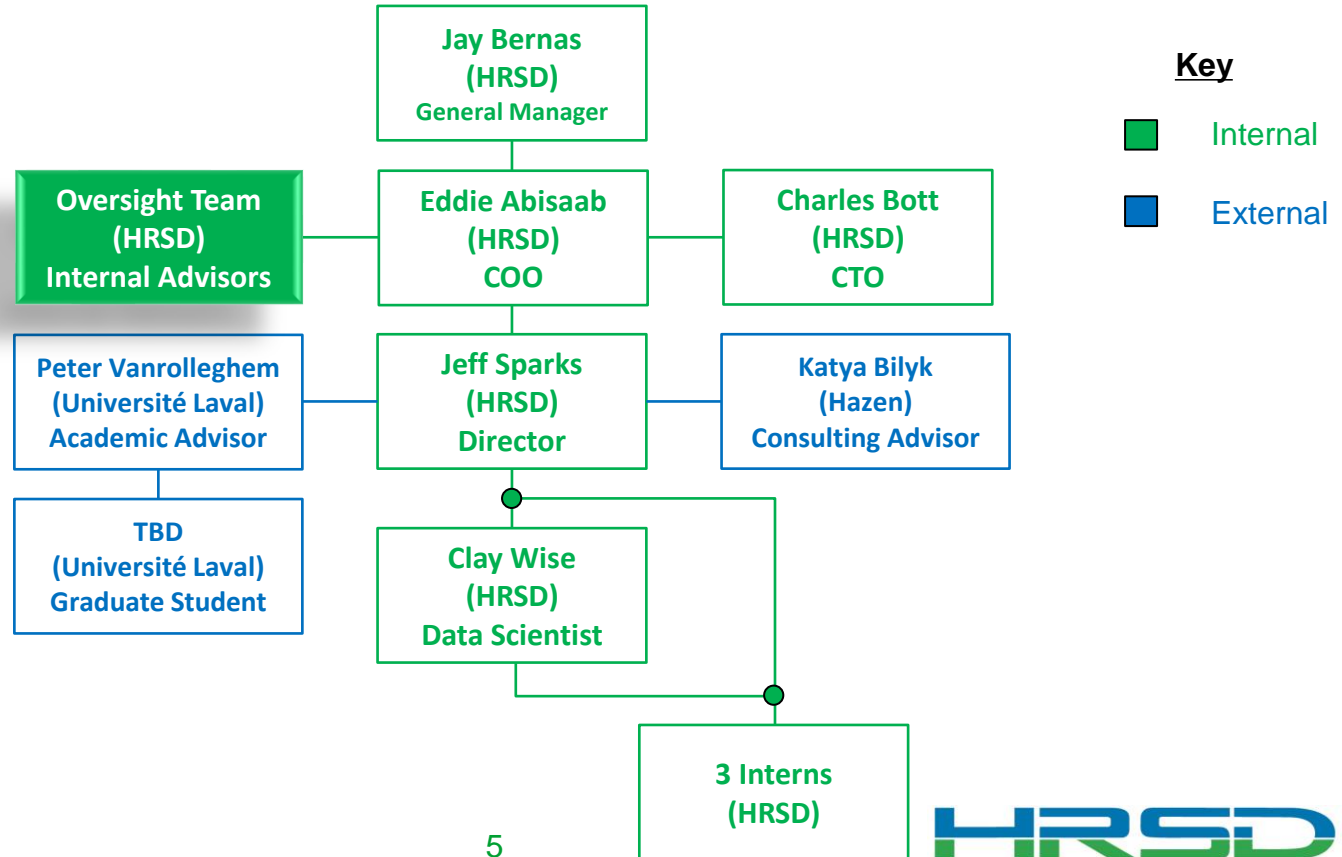 Jay Bernas
(HRSD)
General Manager
Key
Internal
External
Oversight Team
(HRSD)
Internal Advisors
Eddie Abisaab
(HRSD)
COO
Charles Bott
(HRSD)
CTO
Peter Vanrolleghem
(Université Laval)
Academic Advisor
Jeff Sparks
(HRSD)
Director
Katya Bilyk
(Hazen)
Consulting Advisor
TBD
(Université Laval)
Graduate Student
Clay Wise
(HRSD)
Data Scientist
3 Interns
(HRSD)
5
HRSD